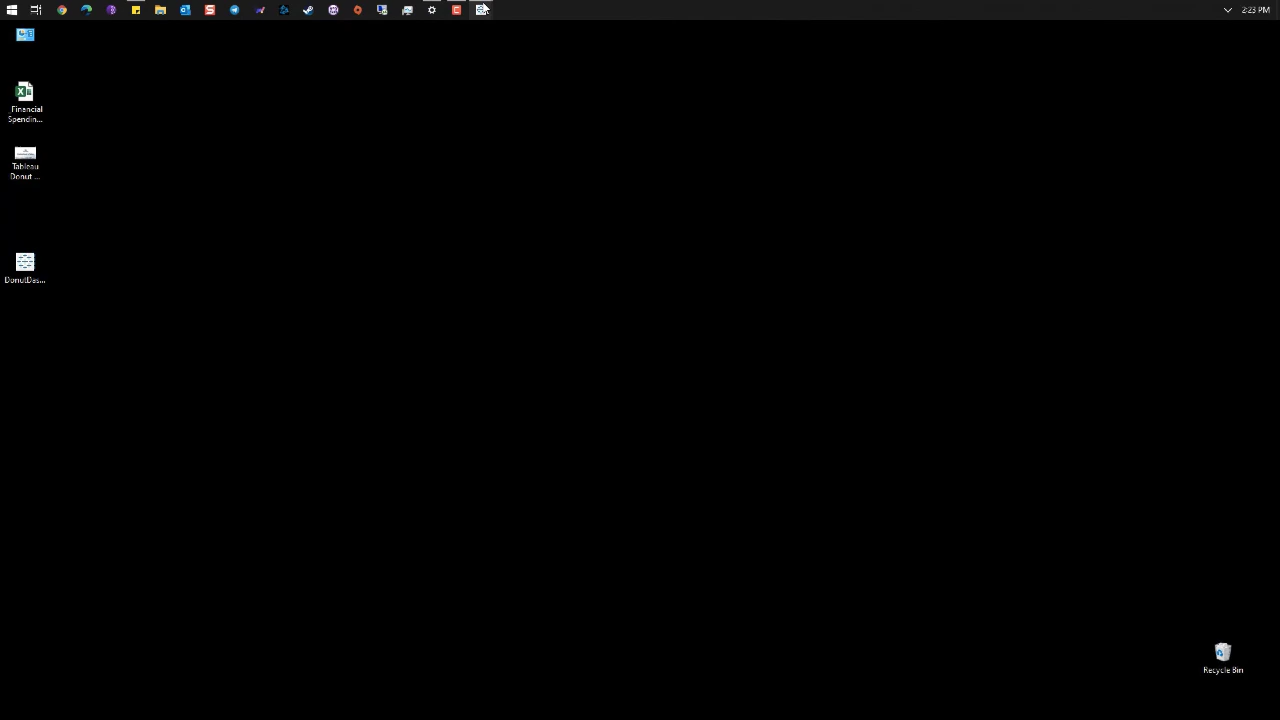 2:23 PM
Financial
Spendin...
Tableau
Donut ...
DonutDas...
Recycle Bin